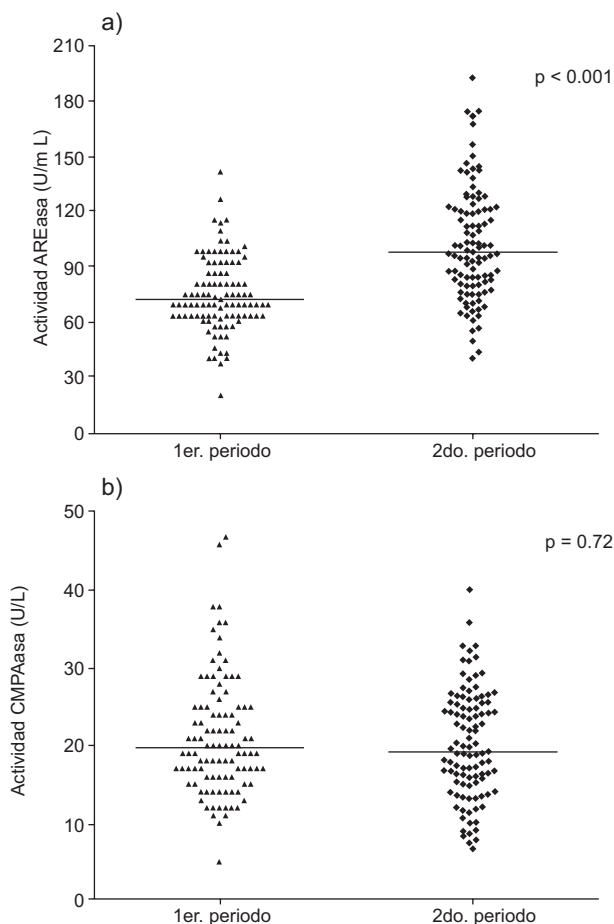 a)
210
180
150
120
90
60
30
0
Actividad AREasa (U/m L)
p < 0.001
1er. periodo
2do. periodo
b)
50
40
30
20
10
0
Actividad CMPAasa (U/L)
p = 0.72
1er. periodo
2do. periodo